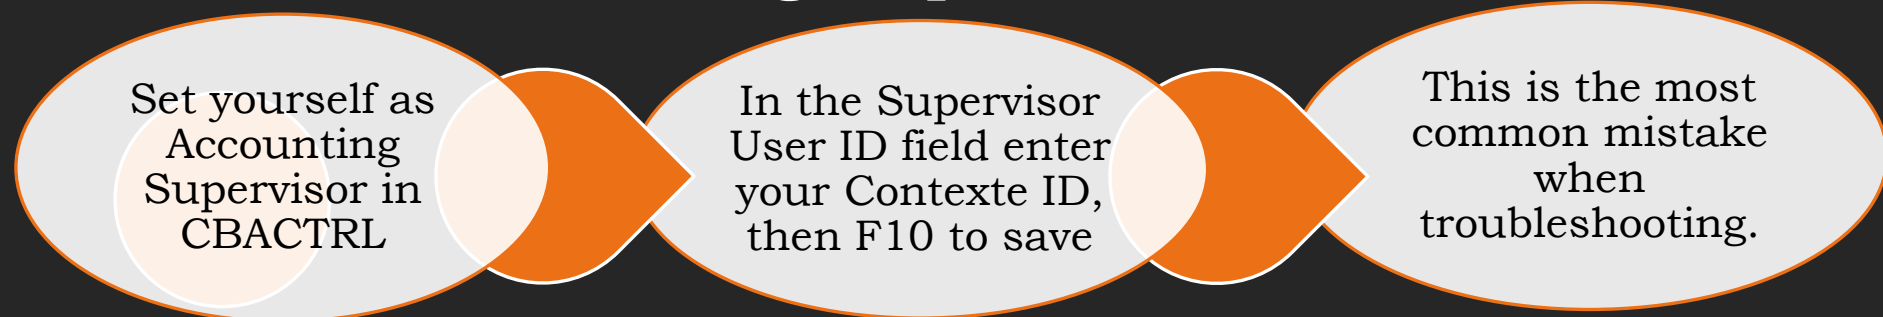 Set yourself as
Accounting
Supervisor in
CBACTRL
In the Supervisor
User ID field enter
your Contexte ID,
then F10 to save
This is the most
common mistake
when
troubleshooting.